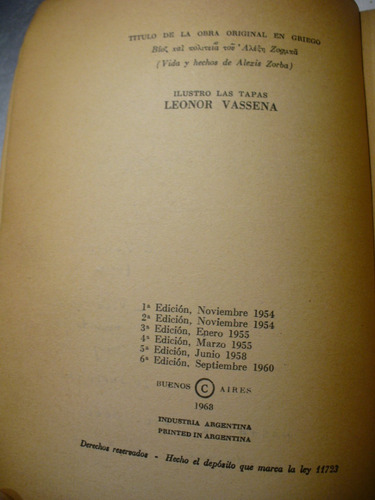 TITULO DE LA OBRA ORIGINAL EN GRIEGO
Βίος καὶ πολιτεία τοῦ Ἀλέξη Ζορμπᾶ
(Vida y hechos de Alexis Zorba)
ILUSTRO LAS TAPAS
LEONOR VASSENA
1ª Edición, Noviembre 1954
2ª Edición, Noviembre 1954
3ª Edición, Enero 1955
4ª Edición, Marzo 1955
5ª Edición, Junio 1958
6ª Edición, Septiembre 1960
BUENOS © AIRES
1963
INDUSTRIA ARGENTINA
PRINTED IN ARGENTINA
Derechos reservados - Hecho el depósito que marca la ley 11723